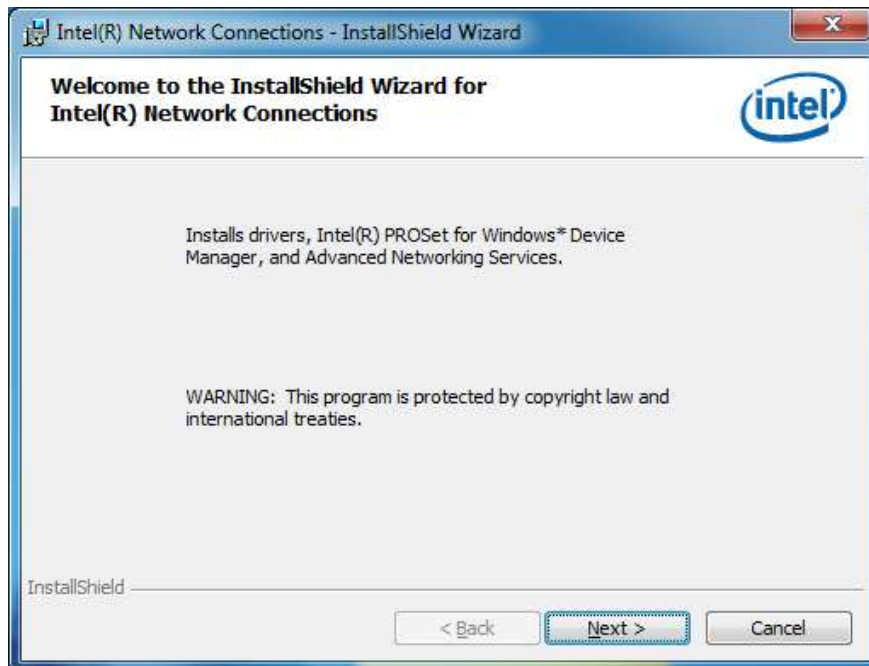 Intel(R) Network Connections - InstallShield Wizard
Welcome to the InstallShield Wizard for
Intel(R) Network Connections
intel
Installs drivers, Intel(R) PROSet for Windows* Device
Manager, and Advanced Networking Services.
WARNING: This program is protected by copyright law and
international treaties.
InstallShield
< Back
Next >
Cancel